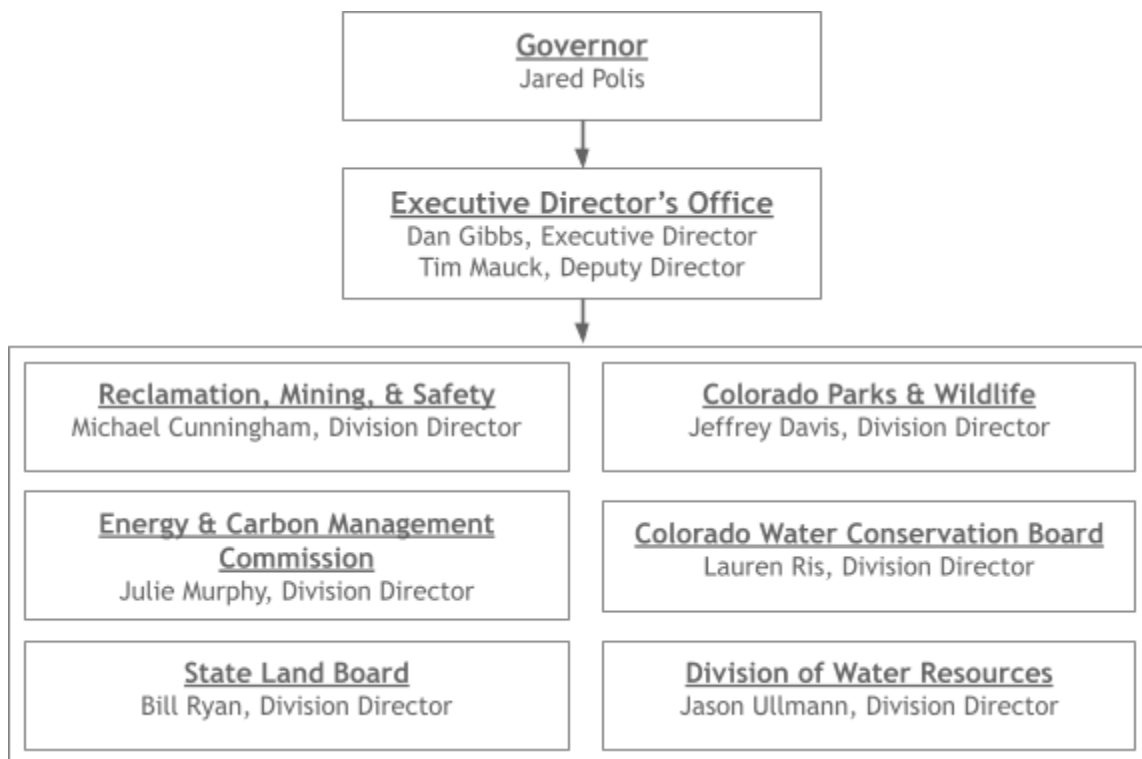 Governor
Jared Polis
Executive Director’s Office
Dan Gibbs, Executive Director
Tim Mauck, Deputy Director
Reclamation, Mining, & Safety
Michael Cunningham, Division Director
Colorado Parks & Wildlife
Jeffrey Davis, Division Director
Energy & Carbon Management
Commission
Julie Murphy, Division Director
Colorado Water Conservation Board
Lauren Ris, Division Director
State Land Board
Bill Ryan, Division Director
Division of Water Resources
Jason Ullmann, Division Director